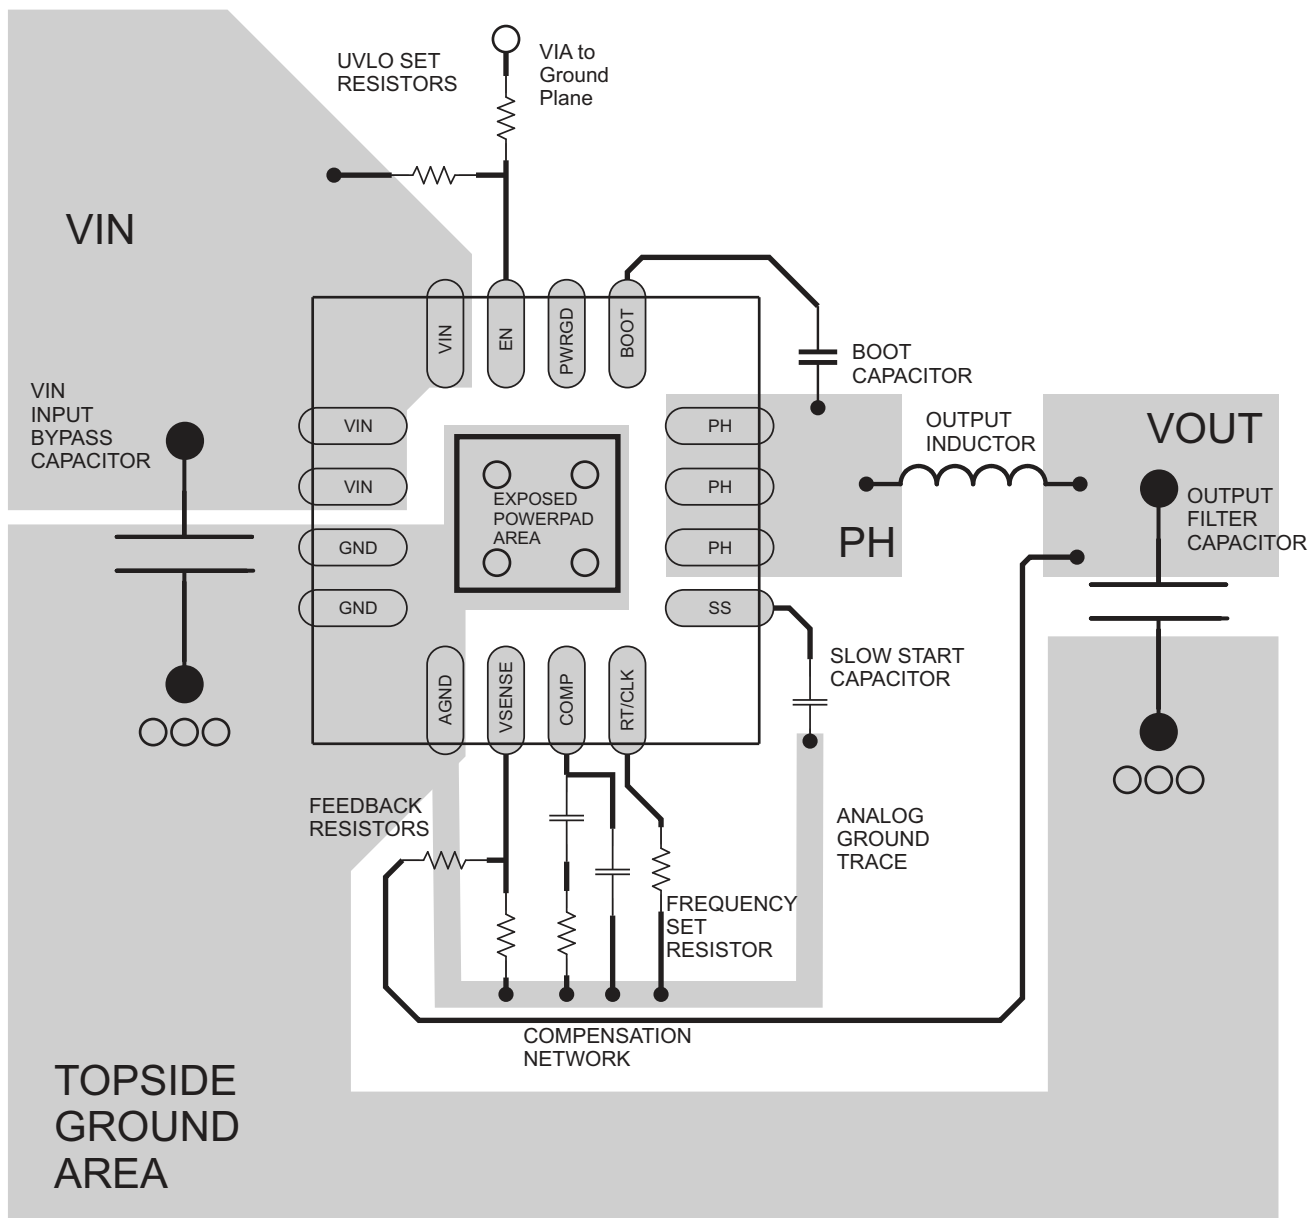 UVLO SET
RESISTORS
VIA to
Ground
Plane
VIN
VIN
EN
PWRGD
BOOT
BOOT
CAPACITOR
VIN
INPUT
BYPASS
CAPACITOR
VIN
VIN
GND
GND
EXPOSED
POWERPAD
AREA
PH
PH
PH
SS
PH
OUTPUT
INDUCTOR
VOUT
OUTPUT
FILTER
CAPACITOR
AGND
VSENSE
COMP
RT/CLK
SLOW START
CAPACITOR
FEEDBACK
RESISTORS
ANALOG
GROUND
TRACE
FREQUENCY
SET
RESISTOR
COMPENSATION
NETWORK
TOPSIDE
GROUND
AREA